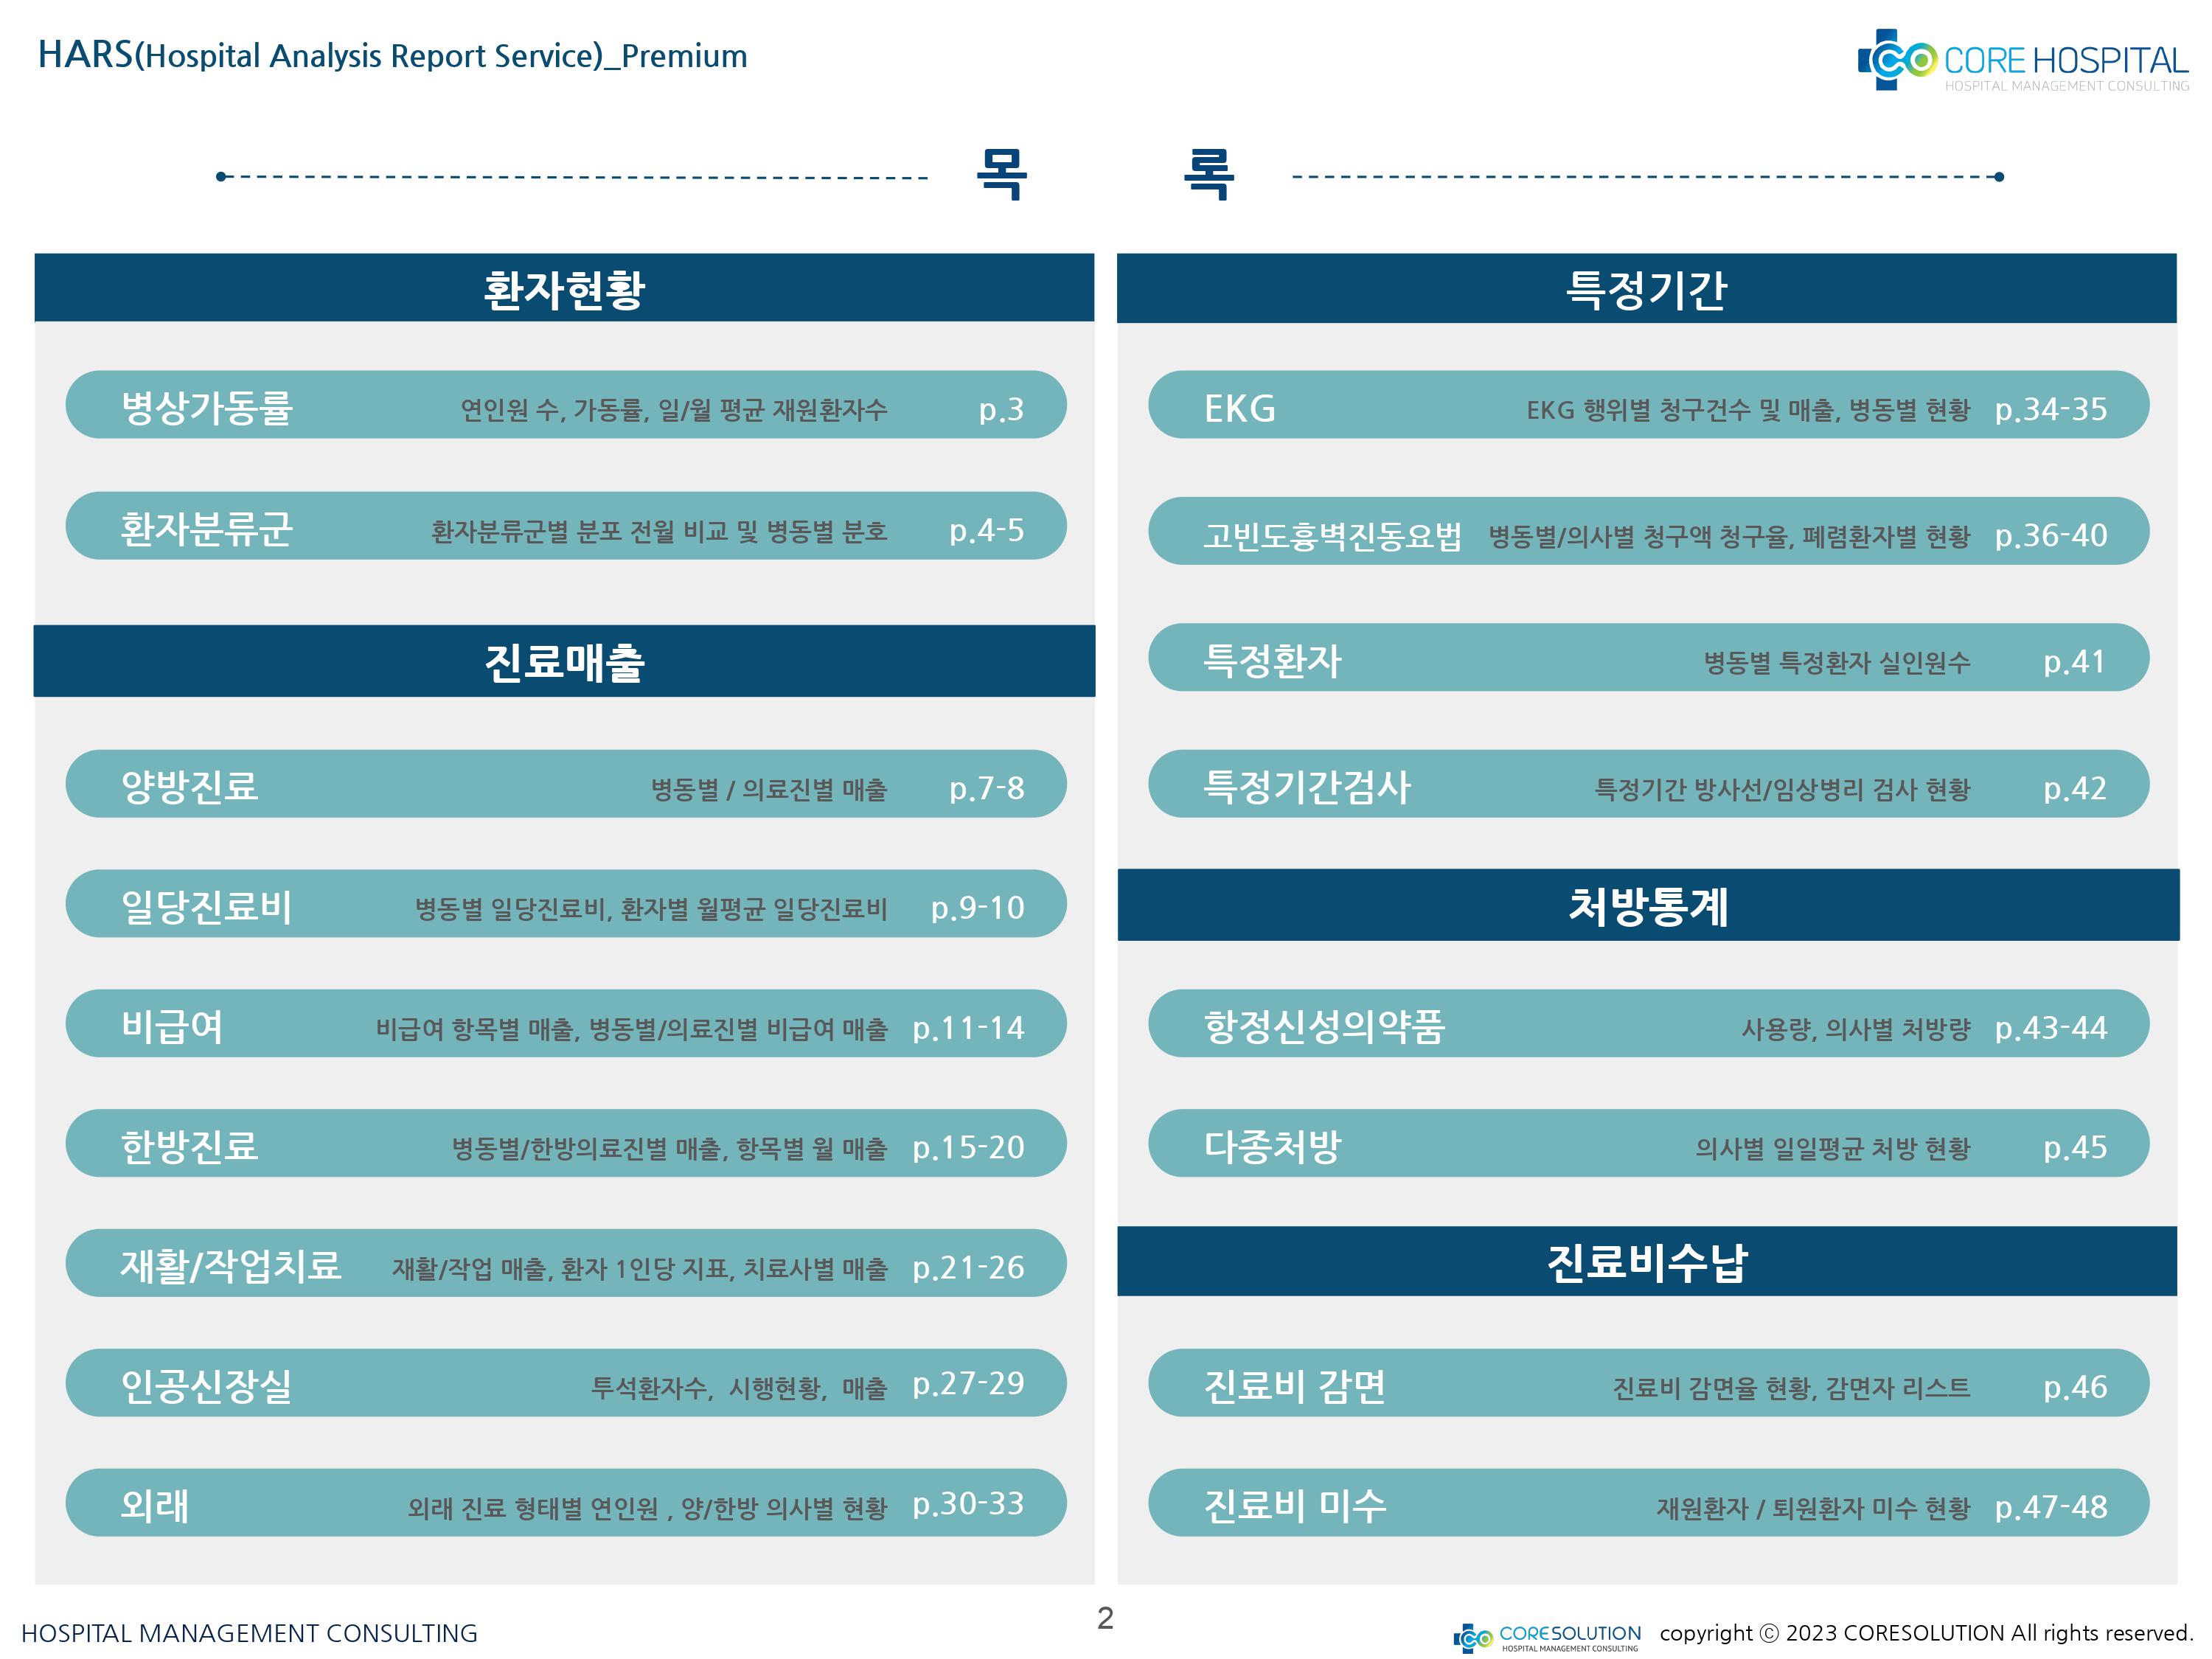 HARS(Hospital Analysis Report Service)_Premium
CORE HOSPITAL
HOSPITAL MANAGEMENT CONSULTING
목 록
환자현황
병상가동률 연인원 수, 가동률, 일/월 평균 재원환자수 p.3
환자분류군 환자분류군별 분포 전월 비교 및 병동별 분호 p.4-5
진료매출
양방진료 병동별 / 의료진별 매출 p.7-8
일당진료비 병동별 일당진료비, 환자별 월평균 일당진료비 p.9-10
비급여 비급여 항목별 매출, 병동별/의료진별 비급여 매출 p.11-14
한방진료 병동별/한방의료진별 매출, 항목별 월 매출 p.15-20
재활/작업치료 재활/작업 매출, 환자 1인당 지표, 치료사별 매출 p.21-26
인공신장실 투석환자수, 시행현황, 매출 p.27-29
외래 외래 진료 형태별 연인원 , 양/한방 의사별 현황 p.30-33
특정기간
EKG EKG 행위별 청구건수 및 매출, 병동별 현황 p.34-35
고빈도흉벽진동요법 병동별/의사별 청구액 청구율, 폐렴환자별 현황 p.36-40
특정환자 병동별 특정환자 실인원수 p.41
특정기간검사 특정기간 방사선/임상병리 검사 현황 p.42
처방통계
항정신성의약품 사용량, 의사별 처방량 p.43-44
다종처방 의사별 일일평균 처방 현황 p.45
진료비수납
진료비 감면 진료비 감면율 현황, 감면자 리스트 p.46
진료비 미수 재원환자 / 퇴원환자 미수 현황 p.47-48
HOSPITAL MANAGEMENT CONSULTING
2
CORESOLUTION
HOSPITAL MANAGEMENT CONSULTING
copyright ⓒ 2023 CORESOLUTION All rights reserved.